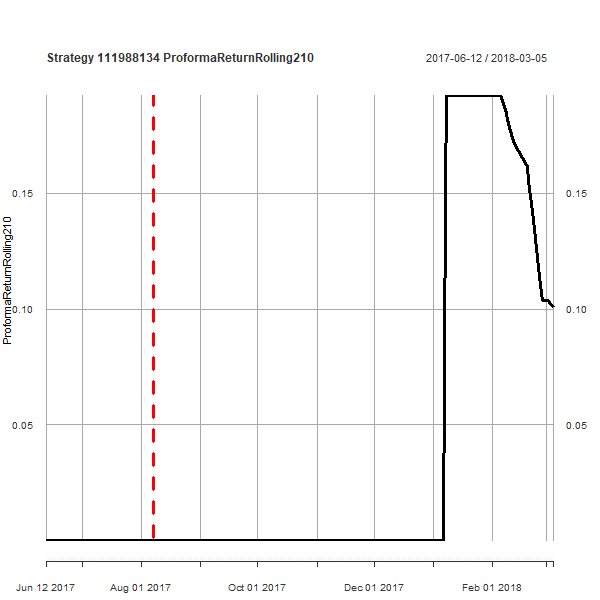 Strategy 111988134 ProformaReturnRolling210
2017-06-12 / 2018-03-05
ProformaReturnRolling210
0.15
0.10
0.05
0.15
0.10
0.05
Jun 12 2017
Aug 01 2017
Oct 01 2017
Dec 01 2017
Feb 01 2018